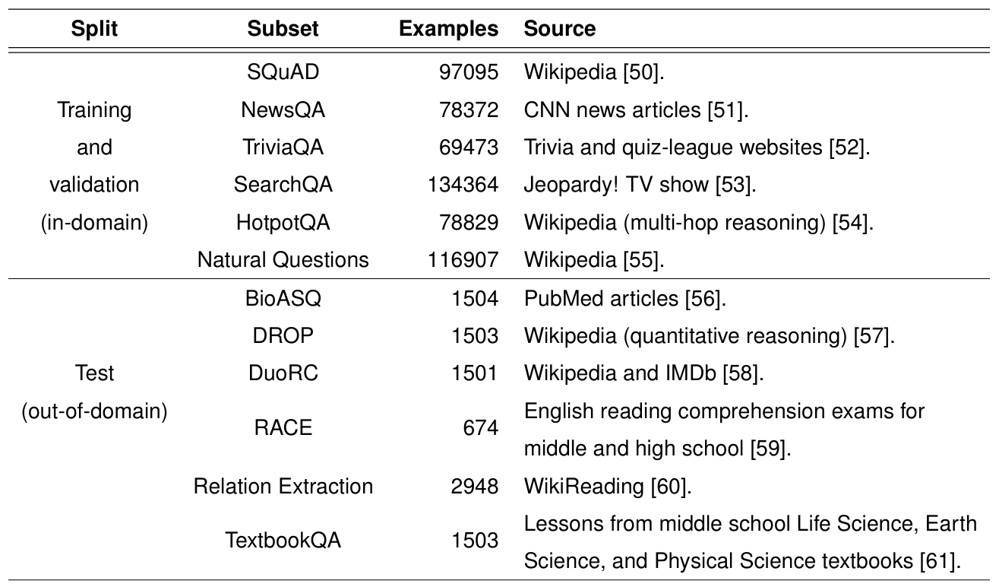 Split Subset Examples Source
SQuAD 97095 Wikipedia [50].
Training NewsQA 78372 CNN news articles [51].
and TriviaQA 69473 Trivia and quiz-league websites [52].
validation SearchQA 134364 Jeopardy! TV show [53].
(in-domain) HotpotQA 78829 Wikipedia (multi-hop reasoning) [54].
Natural Questions 116907 Wikipedia [55].
BioASQ 1504 PubMed articles [56].
DROP 1503 Wikipedia (quantitative reasoning) [57].
Test DuoRC 1501 Wikipedia and IMDb [58].
(out-of-domain) English reading comprehension exams for
RACE 674
middle and high school [59].
Relation Extraction 2948 WikiReading [60].
Lessons from middle school Life Science, Earth
TextbookQA 1503
Science, and Physical Science textbooks [61].